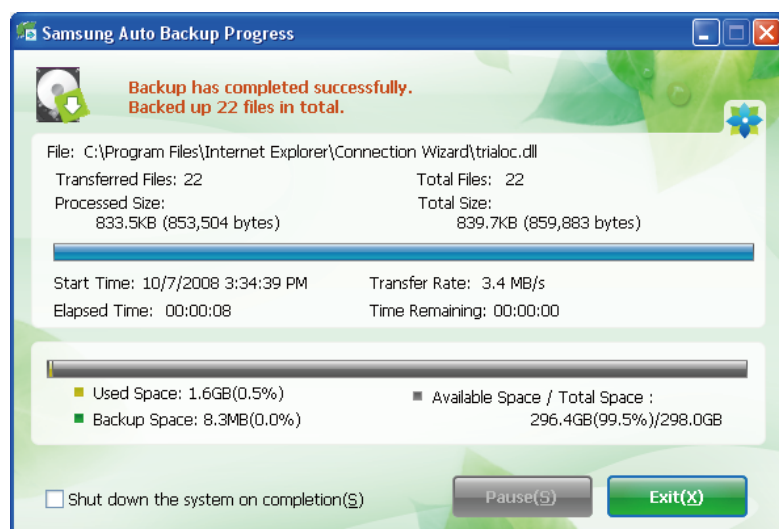 Samsung Auto Backup Progress
Backup has completed successfully.
Backed up 22 files in total.
File: C:\Program Files\Internet Explorer\Connection Wizard\trialoc.dll
Transferred Files: 22
Total Files: 22
Processed Size:
833.5KB (853,504 bytes)
Total Size:
839.7KB (859,883 bytes)
Start Time: 10/7/2008 3:34:39 PM
Transfer Rate: 3.4 MB/s
Elapsed Time: 00:00:08
Time Remaining: 00:00:00
Used Space: 1.6GB(0.5%)
Backup Space: 8.3MB(0.0%)
Available Space / Total Space :
296.4GB(99.5%)/298.0GB
Shut down the system on completion(S)
Pause(S)
Exit(X)